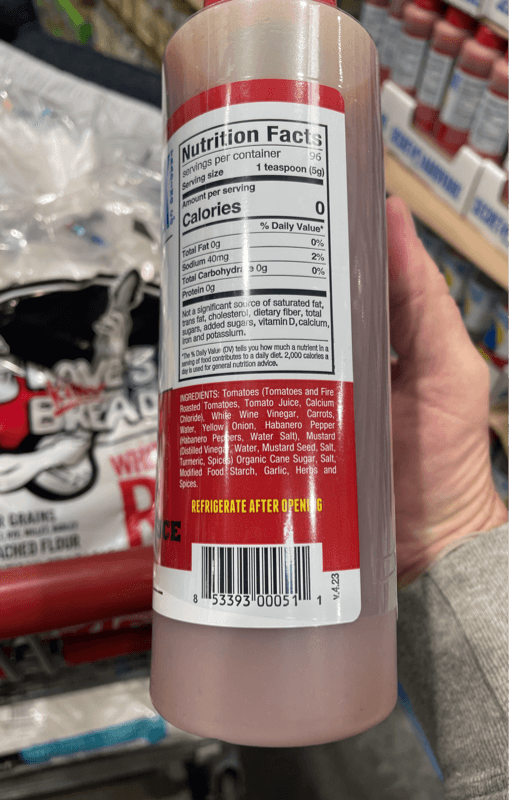 Nutrition Facts
servings per container 96
Serving size 1 teaspoon (5g)
Amount per serving
Calories 0
% Daily Value*
Total Fat 0g 0%
Sodium 40mg 2%
Total Carbohydrate 0g 0%
Protein 0g
Not a significant source of saturated fat,
trans fat, cholesterol, dietary fiber, total
sugars, added sugars, vitamin D, calcium,
iron and potassium.
*The % Daily Value (DV) tells you how much a nutrient in a
serving of food contributes to a daily diet. 2,000 calories a
day is used for general nutrition advice.
INGREDIENTS: Tomatoes (Tomatoes and Fire
Roasted Tomatoes, Tomato Juice, Calcium
Chloride), White Wine Vinegar, Carrots,
Water, Yellow Onion, Habanero Pepper
(Habanero Peppers, Water Salt), Mustard
(Distilled Vinegar, Water, Mustard Seed, Salt,
Turmeric, Spices) Organic Cane Sugar, Salt,
Modified Food Starch, Garlic, Herbs and
Spices.
REFRIGERATE AFTER OPENING
CE
8 53393 00051 1
v.4.23
BREAD
GRAINS
FLOUR